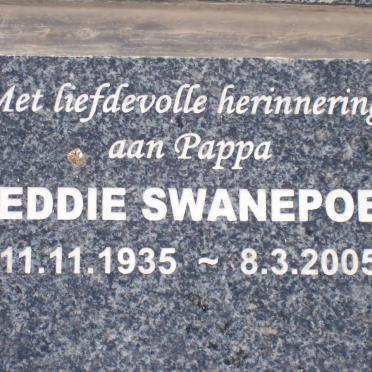 Met liefdevolle herinnering
aan Pappa
EDDIE SWANEPOE
11.11.1935 ~ 8.3.2005